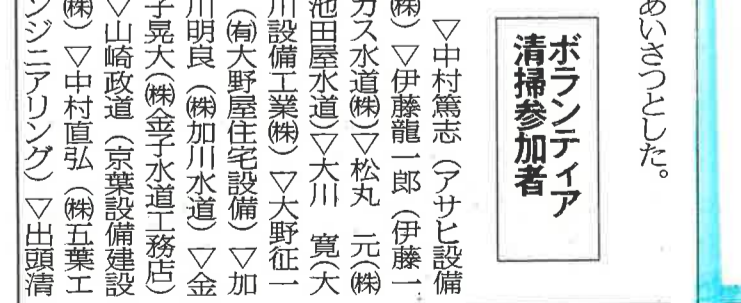 あいさつとした。
ボランティア
清掃参加者
▽中村篤志（アサヒ設備
㈱）▽伊藤龍一郎（伊藤一
ガス水道㈱）▽松丸　元（㈱
池田屋水道）▽大川　寛（大
川設備工業㈱）▽大野征一
（㈲大野屋住宅設備）▽加
川明良（㈱加川水道）▽金
子晃大（㈱金子水道工務店）
▽山崎政道（京葉設備建設
㈱）▽中村直弘（㈱五葉エ
ンジニアリング）▽出頭清